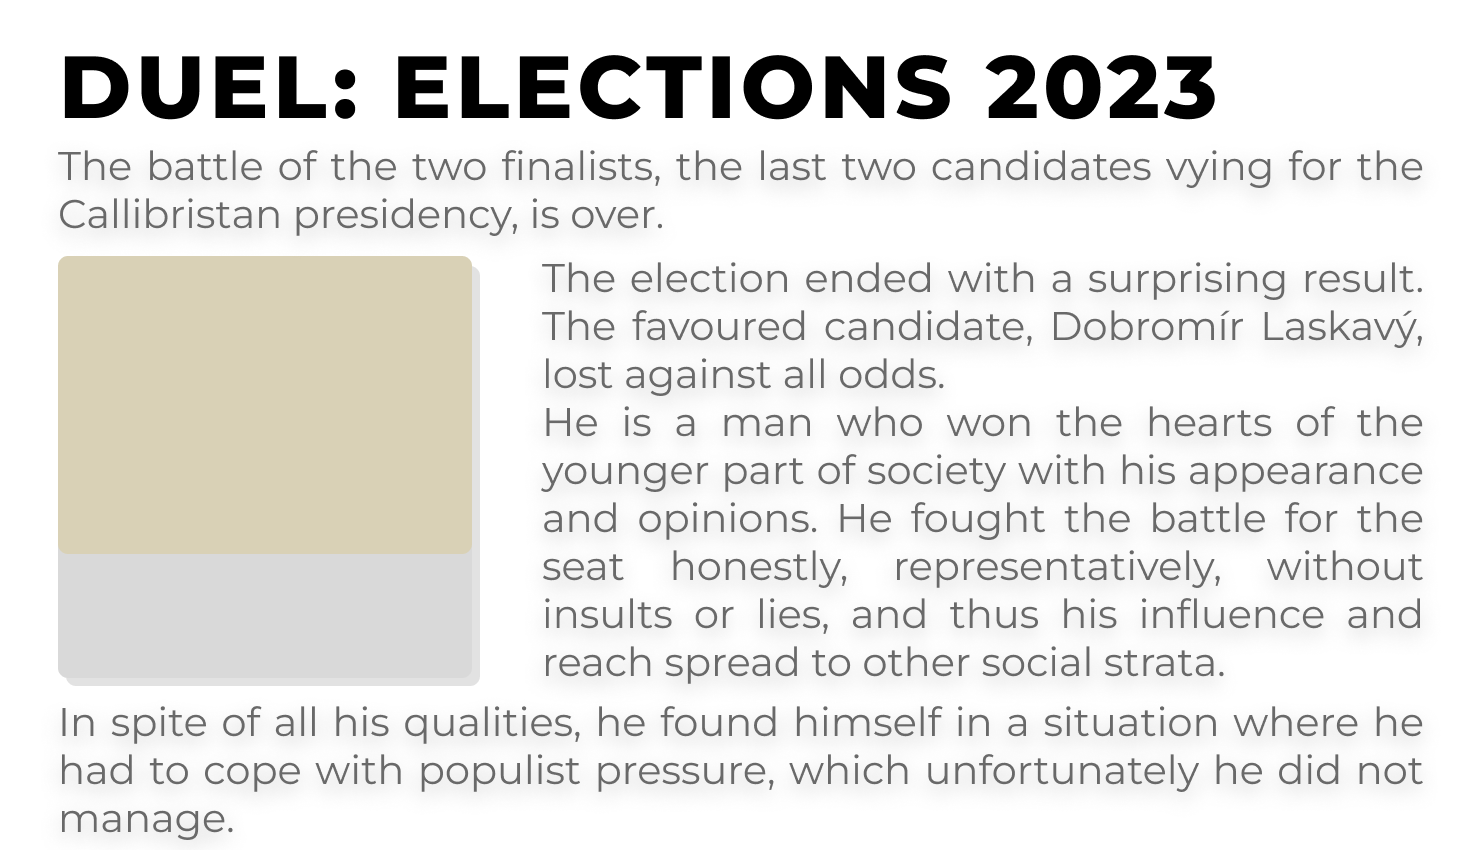 DUEL: ELECTIONS 2023
The battle of the two finalists, the last two candidates vying for the
Callibristan presidency, is over.
The election ended with a surprising result.
The favoured candidate, Dobromír Laskavý,
lost against all odds.
He is a man who won the hearts of the
younger part of society with his appearance
and opinions. He fought the battle for the
seat honestly, representatively, without
insults or lies, and thus his influence and
reach spread to other social strata.
In spite of all his qualities, he found himself in a situation where he
had to cope with populist pressure, which unfortunately he did not
manage.